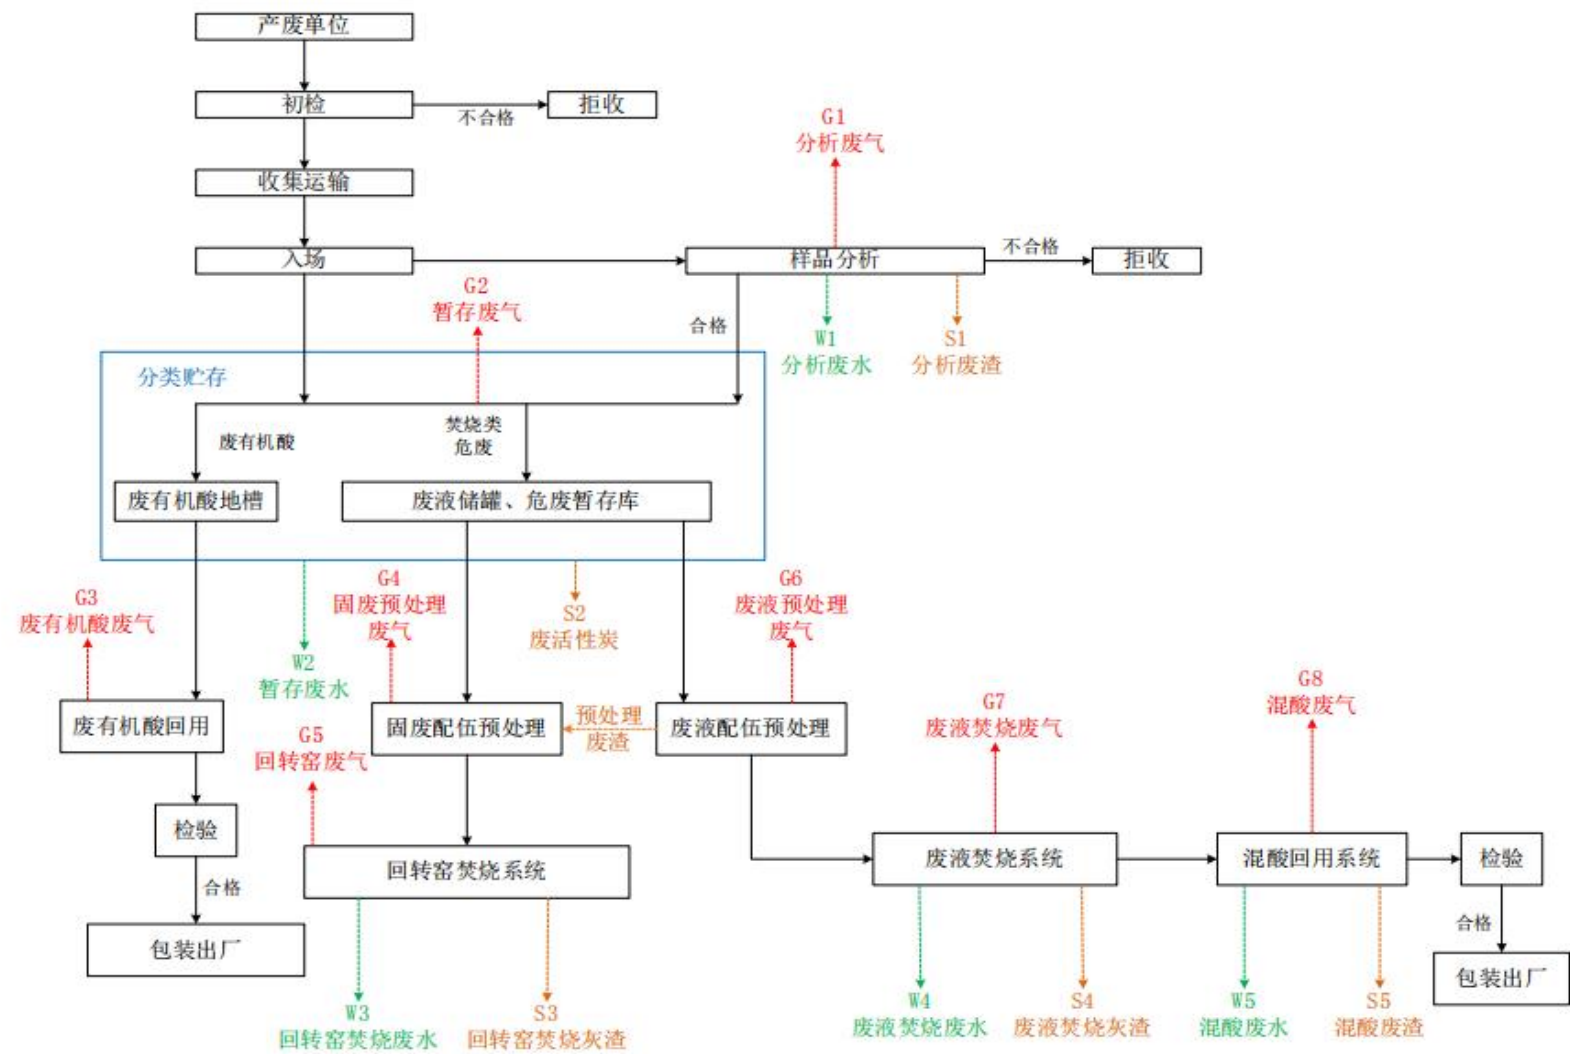 产废单位
初检
不合格
拒收
收集运输
G1
分析废气
入场
样品分析
不合格
拒收
G2
暂存废气
合格
W1
分析废水
S1
分析废渣
分类贮存
废有机酸
焚烧类
危废
废有机酸地槽
废液储罐、危废暂存库
G3
废有机酸废气
W2
暂存废水
G4
固废预处理
废气
S2
废活性炭
G6
废液预处理
废气
废有机酸回用
固废配伍预处理
预处理
废渣
废液配伍预处理
G5
回转窑废气
G7
废液焚烧废气
G8
混酸废气
检验
合格
包装出厂
回转窑焚烧系统
废液焚烧系统
混酸回用系统
检验
合格
包装出厂
W3
回转窑焚烧废水
S3
回转窑焚烧灰渣
W4
废液焚烧废水
S4
废液焚烧灰渣
W5
混酸废水
S5
混酸废渣